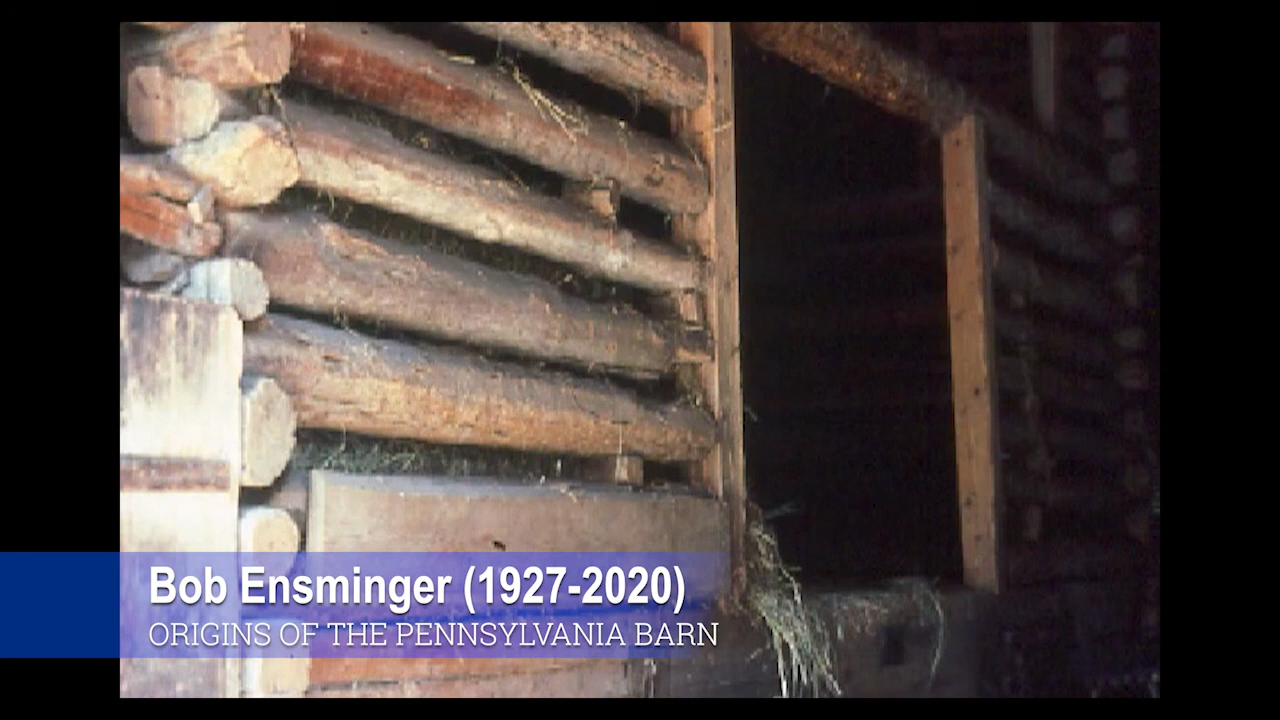 Bob Ensminger (1927-2020)
ORIGINS OF THE PENNSYLVANIA BARN